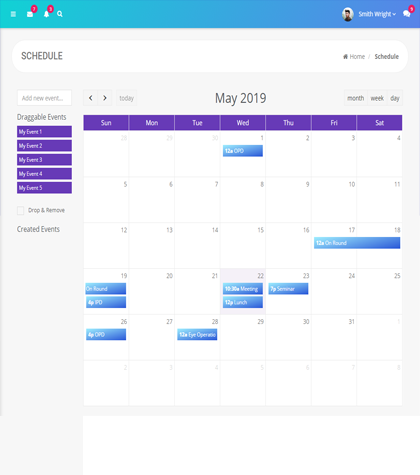 Smith Wright
SCHEDULE
Home / Schedule
Add new event...
Draggable Events
My Event 1
My Event 2
My Event 3
My Event 4
My Event 5
Drop & Remove
Created Events
today
May 2019
month week day
Sun Mon Tue Wed Thu Fri Sat
28 29 30 1 2 3 4
12a OPD
5 6 7 8 9 10 11
12 13 14 15 16 17 18
12a On Round
19 20 21 22 23 24 25
On Round 10:30a Meeting 7p Seminar
4p IPD 12p Lunch
26 27 28 29 30 31 1
4p OPD 12a Eye Operatio
2 3 4 5 6 7 8